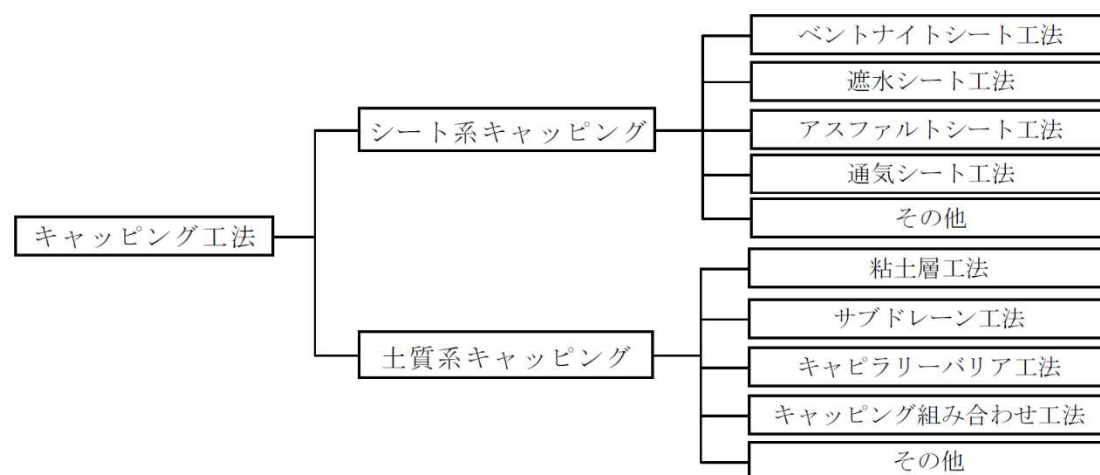 キャッピング工法
シート系キャッピング
ベントナイトシート工法
遮水シート工法
アスファルトシート工法
通気シート工法
その他
土質系キャッピング
粘土層工法
サブドレーン工法
キャピラリーバリア工法
キャッピング組み合わせ工法
その他